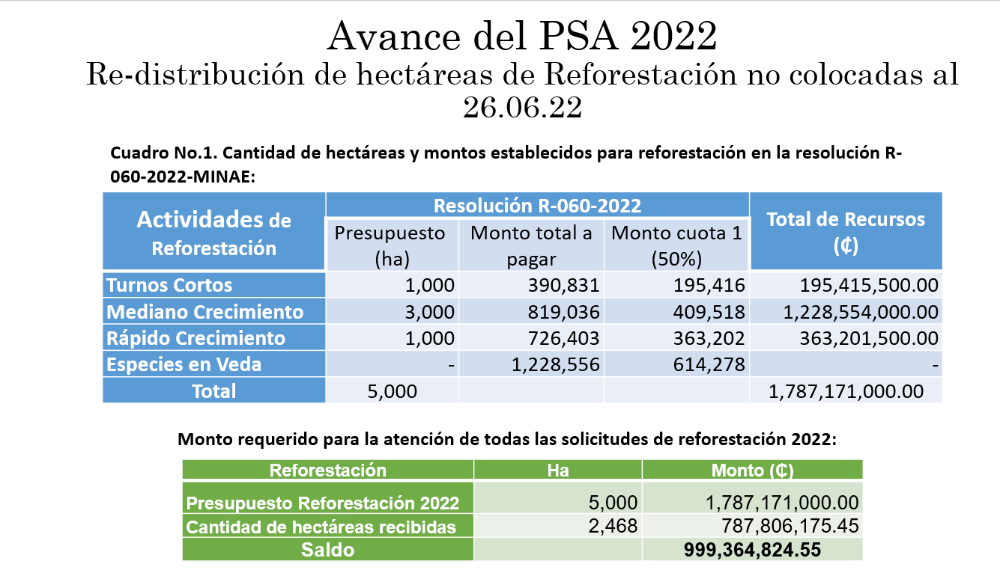 Avance del PSA 2022
Re-distribución de hectáreas de Reforestación no colocadas al
26.06.22
Cuadro No.1. Cantidad de hectáreas y montos establecidos para reforestación en la resolución R-
060-2022-MINAE:
Actividades de
Reforestación
Resolución R-060-2022
Total de Recursos
(₡)
Presupuesto
(ha)
Monto total a
pagar
Monto cuota 1
(50%)
Turnos Cortos 1,000 390,831 195,416 195,415,500.00
Mediano Crecimiento 3,000 819,036 409,518 1,228,554,000.00
Rápido Crecimiento 1,000 726,403 363,202 363,201,500.00
Especies en Veda - 1,228,556 614,278 -
Total 5,000 1,787,171,000.00
Monto requerido para la atención de todas las solicitudes de reforestación 2022:
Reforestación Ha Monto (₡)
Presupuesto Reforestación 2022 5,000 1,787,171,000.00
Cantidad de hectáreas recibidas 2,468 787,806,175.45
Saldo 999,364,824.55